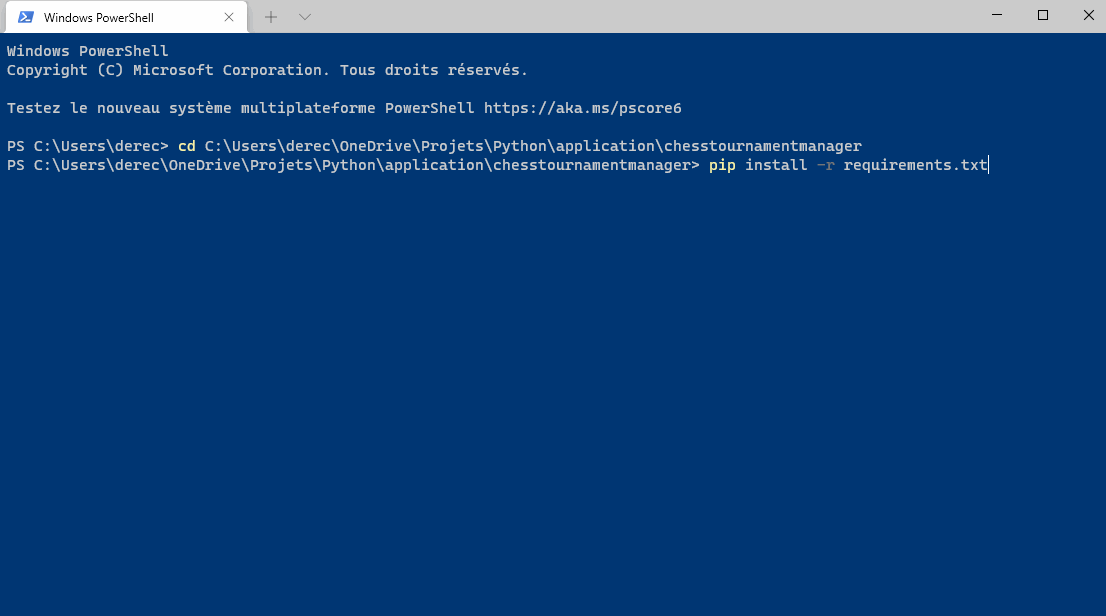 Windows PowerShell
Windows PowerShell
Copyright (C) Microsoft Corporation. Tous droits réservés.
Testez le nouveau système multiplateforme PowerShell https://aka.ms/pscore6
PS C:\Users\derec> cd C:\Users\derec\OneDrive\Projets\Python\application\chesstournamentmanager
PS C:\Users\derec\OneDrive\Projets\Python\application\chesstournamentmanager> pip install -r requirements.txt